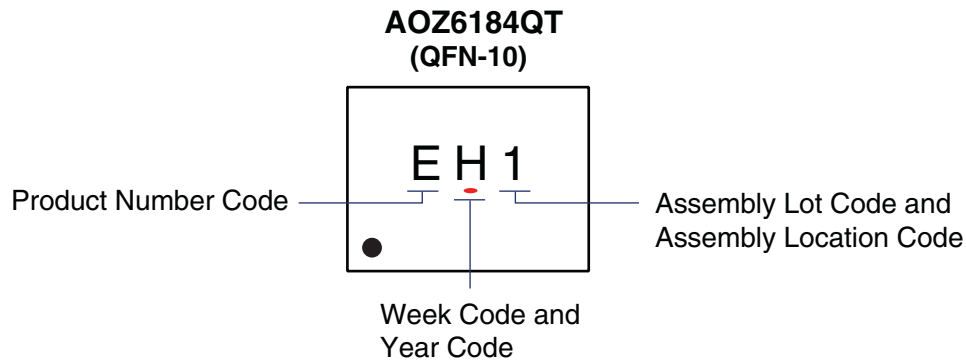 AOZ6184QT
(QFN-10)
E H 1
Product Number Code
Assembly Lot Code and
Assembly Location Code
Week Code and
Year Code